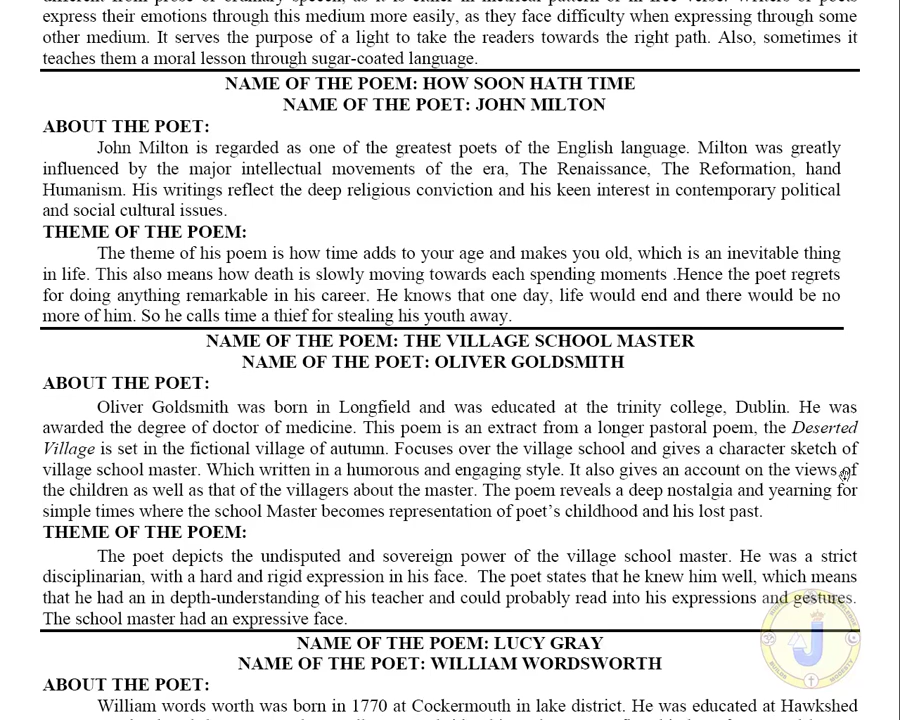 different from prose or ordinary speech, as it is either in metrical pattern or in free verse. Writers or poets
express their emotions through this medium more easily, as they face difficulty when expressing through some
other medium. It serves the purpose of a light to take the readers towards the right path. Also, sometimes it
teaches them a moral lesson through sugar-coated language.
NAME OF THE POEM: HOW SOON HATH TIME
NAME OF THE POET: JOHN MILTON
ABOUT THE POET:
John Milton is regarded as one of the greatest poets of the English language. Milton was greatly
influenced by the major intellectual movements of the era, The Renaissance, The Reformation, hand
Humanism. His writings reflect the deep religious conviction and his keen interest in contemporary political
and social cultural issues.
THEME OF THE POEM:
The theme of his poem is how time adds to your age and makes you old, which is an inevitable thing
in life. This also means how death is slowly moving towards each spending moments .Hence the poet regrets
for doing anything remarkable in his career. He knows that one day, life would end and there would be no
more of him. So he calls time a thief for stealing his youth away.
NAME OF THE POEM: THE VILLAGE SCHOOL MASTER
NAME OF THE POET: OLIVER GOLDSMITH
ABOUT THE POET:
Oliver Goldsmith was born in Longfield and was educated at the trinity college, Dublin. He was
awarded the degree of doctor of medicine. This poem is an extract from a longer pastoral poem, the Deserted
Village is set in the fictional village of autumn. Focuses over the village school and gives a character sketch of
village school master. Which written in a humorous and engaging style. It also gives an account on the views of
the children as well as that of the villagers about the master. The poem reveals a deep nostalgia and yearning for
simple times where the school Master becomes representation of poet’s childhood and his lost past.
THEME OF THE POEM:
The poet depicts the undisputed and sovereign power of the village school master. He was a strict
disciplinarian, with a hard and rigid expression in his face. The poet states that he knew him well, which means
that he had an in depth-understanding of his teacher and could probably read into his expressions and gestures.
The school master had an expressive face.
NAME OF THE POEM: LUCY GRAY
NAME OF THE POET: WILLIAM WORDSWORTH
ABOUT THE POET:
William words worth was born in 1770 at Cockermouth in lake district. He was educated at Hawkshed